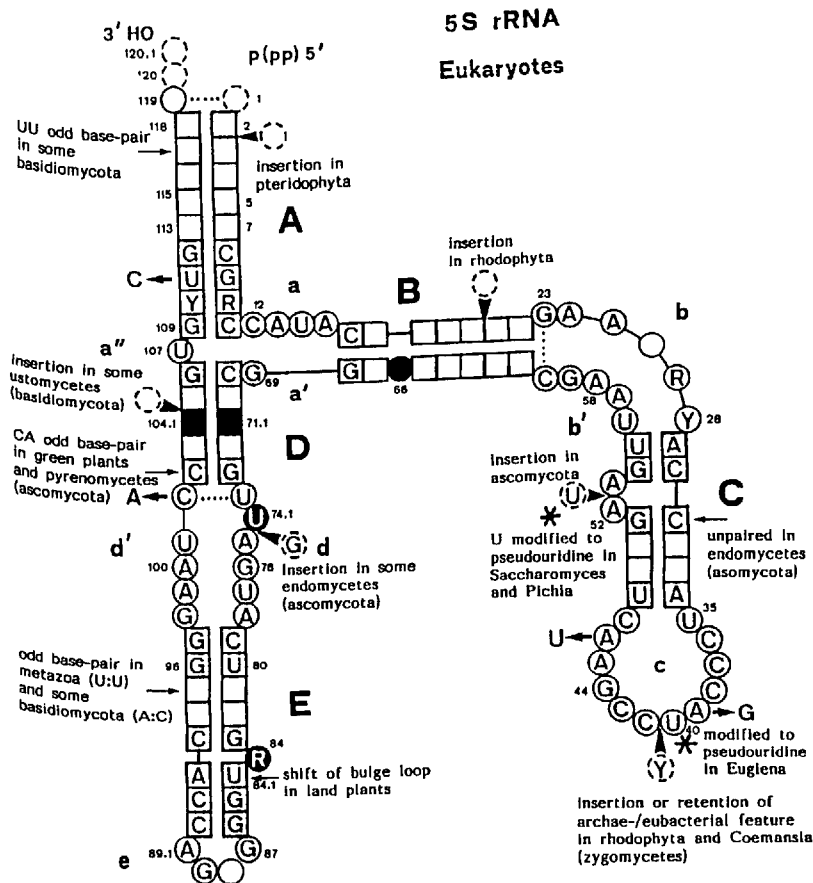 5S rRNA
Eukaryotes
3' HO
120.1
120
p(pp) 5'
119
1
118
2
UU odd base-pair
in some
basidiomycota
insertion in
pteridophyta
115
5
113
7
A
G C
C U G
Y R
109
G C
a
12
C A U A C
B
insertion
in rhodophyta
23
G A A R Y
b
28
107
U
a"
G C G
69
a'
G
66
C G A A U U G
58
b'
insertion in some
ustomycetes
(basidiomycota)
104.1
71.1
D
CA odd base-pair
in green plants
and pyrenomycetes
(ascomycota)
C G
A C U
U
74.1
G
d
Insertion in some
endomycetes
(ascomycota)
d'
U A
100
A G
76
A U
G A
G C
96
G U
80
odd base-pair in
metazoa (U:U)
and some
basidiomycota (A:C)
E
C G
84
R
A U
84.1
shift of bulge loop
in land plants
C G
C G
89.1
A G
87
G
e
Insertion in
ascomycota
U
A
A
52
* U modified to
pseudouridine in
Saccharomyces
and Pichia
A C
C
C
unpaired in
endomycetes
(asomycota)
G C
U A
35
C U
U A C
A C
c
C
44
G A G
C C U
40
* modified to
pseudouridine
in Euglena
Y
Insertion or retention of
archae-/eubacterial feature
in rhodophyta and Coemansia
(zygomycetes)